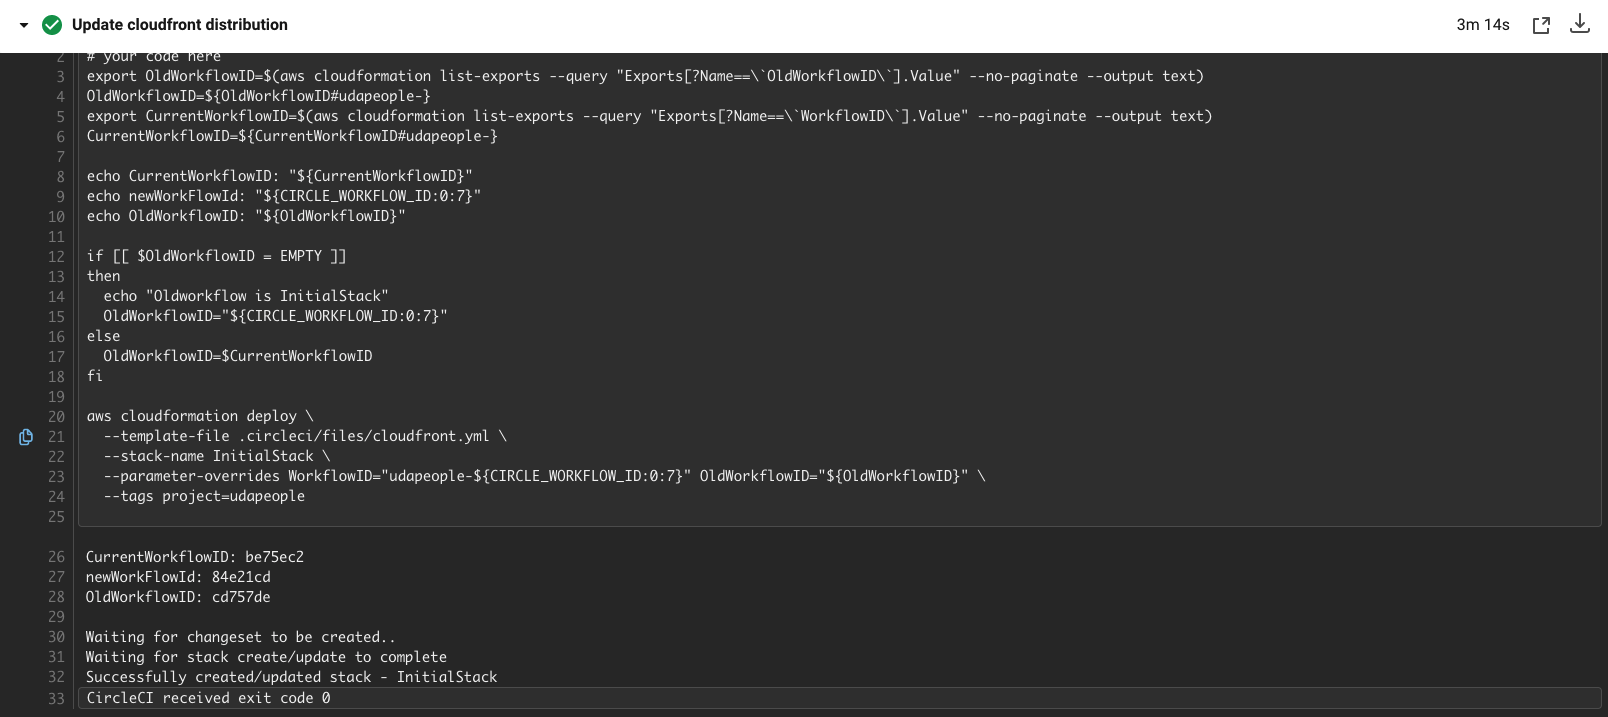 Update cloudfront distribution
3m 14s
2 # your code here
3 export OldWorkflowID=$(aws cloudformation list-exports --query "Exports[?Name==\`OldWorkflowID\`].Value" --no-paginate --output text)
4 OldWorkflowID=${OldWorkflowID#udapeople-}
5 export CurrentWorkflowID=$(aws cloudformation list-exports --query "Exports[?Name==\`WorkflowID\`].Value" --no-paginate --output text)
6 CurrentWorkflowID=${CurrentWorkflowID#udapeople-}
7
8 echo CurrentWorkflowID: "${CurrentWorkflowID}"
9 echo newWorkFlowId: "${CIRCLE_WORKFLOW_ID:0:7}"
10 echo OldWorkflowID: "${OldWorkflowID}"
11
12 if [[ $OldWorkflowID = EMPTY ]]
13 then
14   echo "Oldworkflow is InitialStack"
15   OldWorkflowID="${CIRCLE_WORKFLOW_ID:0:7}"
16 else
17   OldWorkflowID=$CurrentWorkflowID
18 fi
19
20 aws cloudformation deploy \
21   --template-file .circleci/files/cloudfront.yml \
22   --stack-name InitialStack \
23   --parameter-overrides WorkflowID="udapeople-${CIRCLE_WORKFLOW_ID:0:7}" OldWorkflowID="${OldWorkflowID}" \
24   --tags project=udapeople
25
26 CurrentWorkflowID: be75ec2
27 newWorkFlowId: 84e21cd
28 OldWorkflowID: cd757de
29
30 Waiting for changeset to be created..
31 Waiting for stack create/update to complete
32 Successfully created/updated stack - InitialStack
33 CircleCI received exit code 0